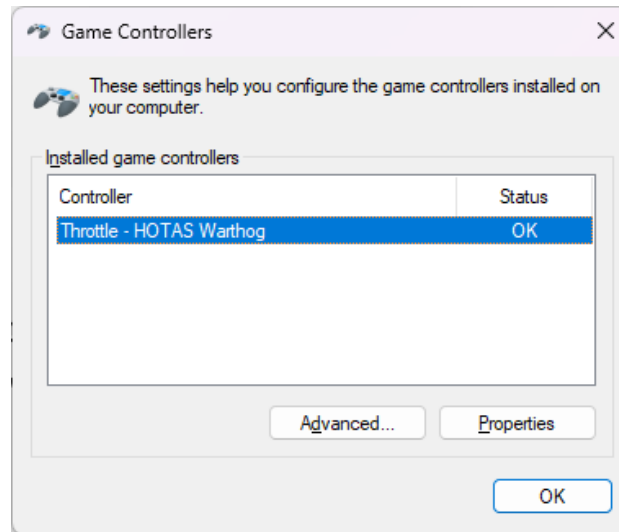 Game Controllers
These settings help you configure the game controllers installed on
your computer.
Installed game controllers
Controller Status
Throttle - HOTAS Warthog OK
Advanced... Properties
OK